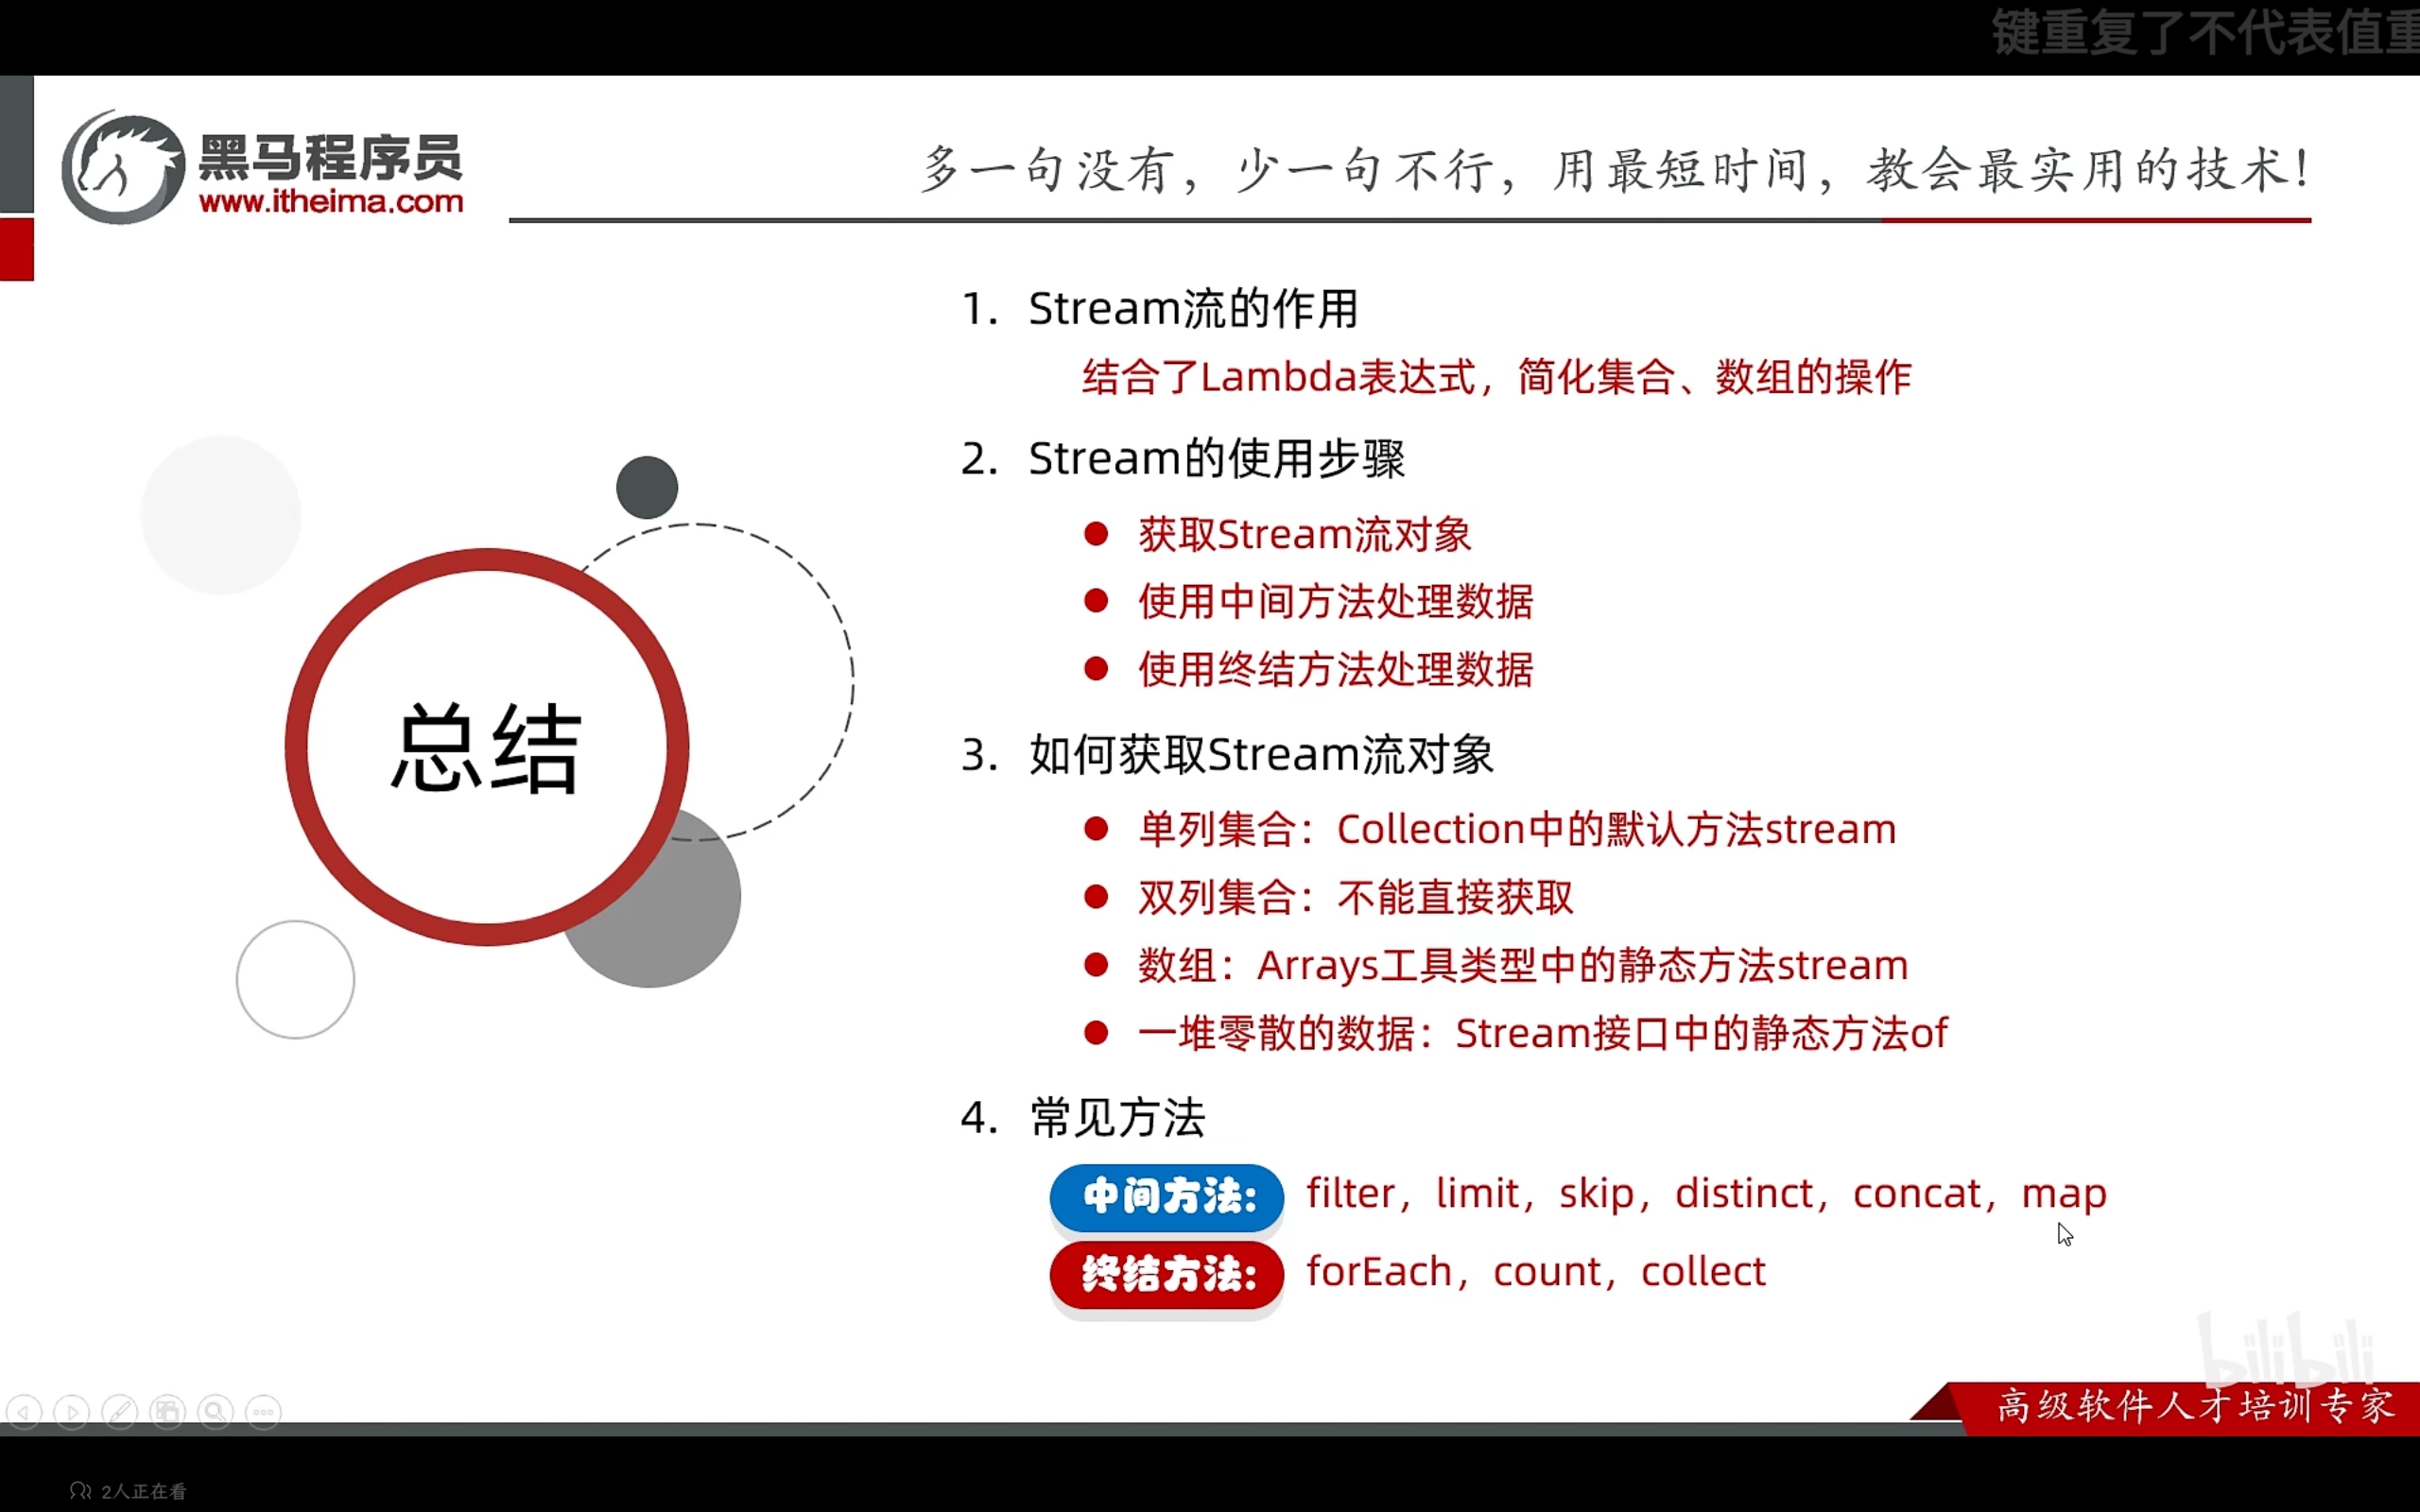 键重复了不代表值重
黑马程序员
www.itheima.com
多一句没有，少一句不行，用最短时间，教会最实用的技术！
总结
1. Stream流的作用
结合了Lambda表达式，简化集合、数组的操作
2. Stream的使用步骤
● 获取Stream流对象
● 使用中间方法处理数据
● 使用终结方法处理数据
3. 如何获取Stream流对象
● 单列集合：Collection中的默认方法stream
● 双列集合：不能直接获取
● 数组：Arrays工具类型中的静态方法stream
● 一堆零散的数据：Stream接口中的静态方法of
4. 常见方法
中间方法: filter，limit，skip，distinct，concat，map
终结方法: forEach，count，collect
bilibili
高级软件人才培训专家
2人正在看